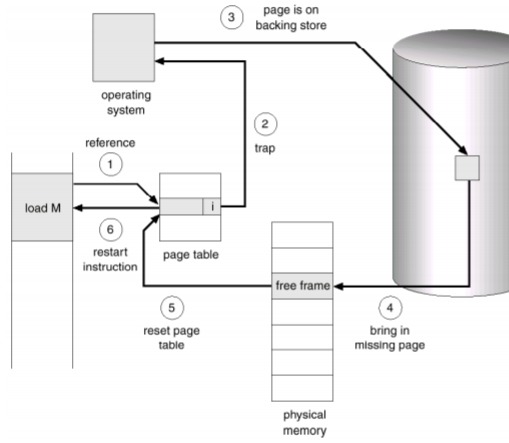 3
page is on
backing store
operating
system
reference
1
2
trap
load M
i
6
restart
instruction
page table
free frame
5
reset page
table
4
bring in
missing page
physical
memory